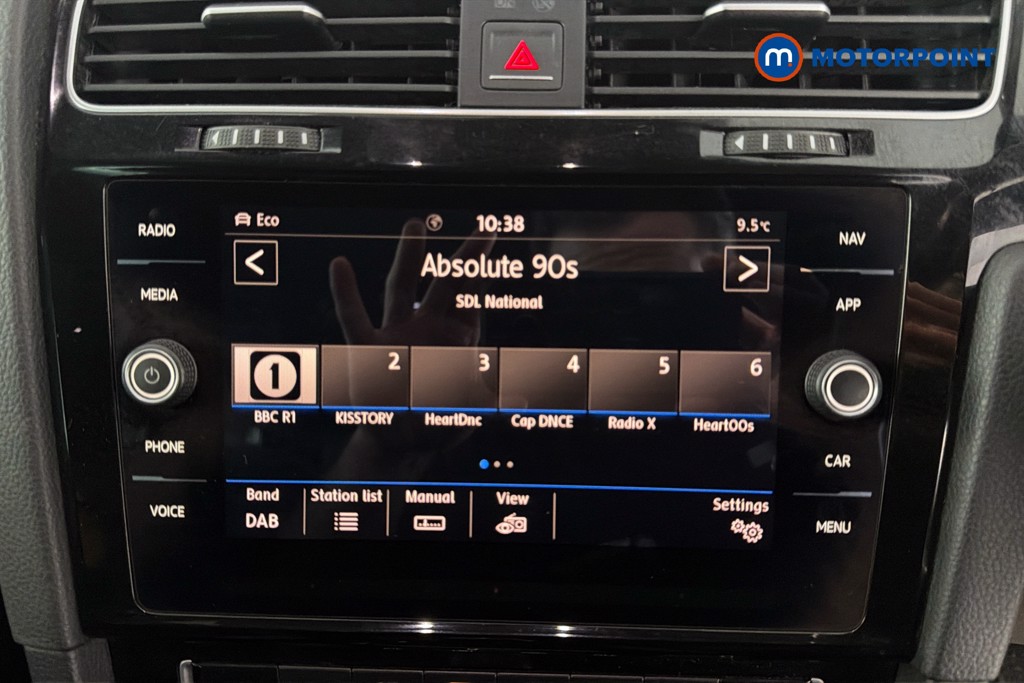 m MOTORPOINT
RADIO
MEDIA
PHONE
VOICE
Eco 10:38 9.5°C
Absolute 90s
SDL National
1 2 3 4 5 6
BBC R1 KISSTORY HeartDnc Cap DNCE Radio X Heart00s
Band Station list Manual View Settings
DAB
NAV
APP
CAR
MENU